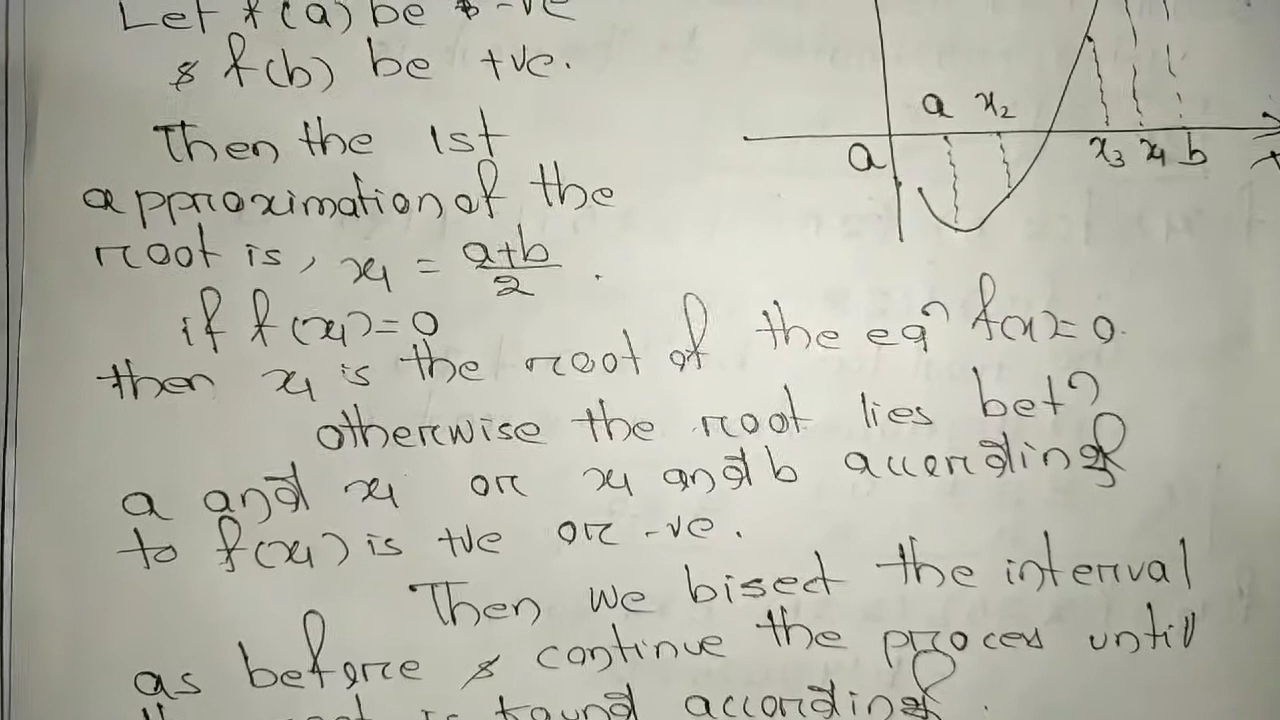 Let f(a) be -ve
& f(b) be +ve.
Then the 1st
approximation of the
root is, x₁ = a+b/2 .
if f(x₁)=0
then x₁ is the root of the eqⁿ f(x)=0.
otherwise the root lies betⁿ
a and x₁ or x₁ and b according
to f(x₁) is +ve or -ve.
Then we bisect the interval
as before & continue the process until
is found according
a x₂
a x₃ x₁ b